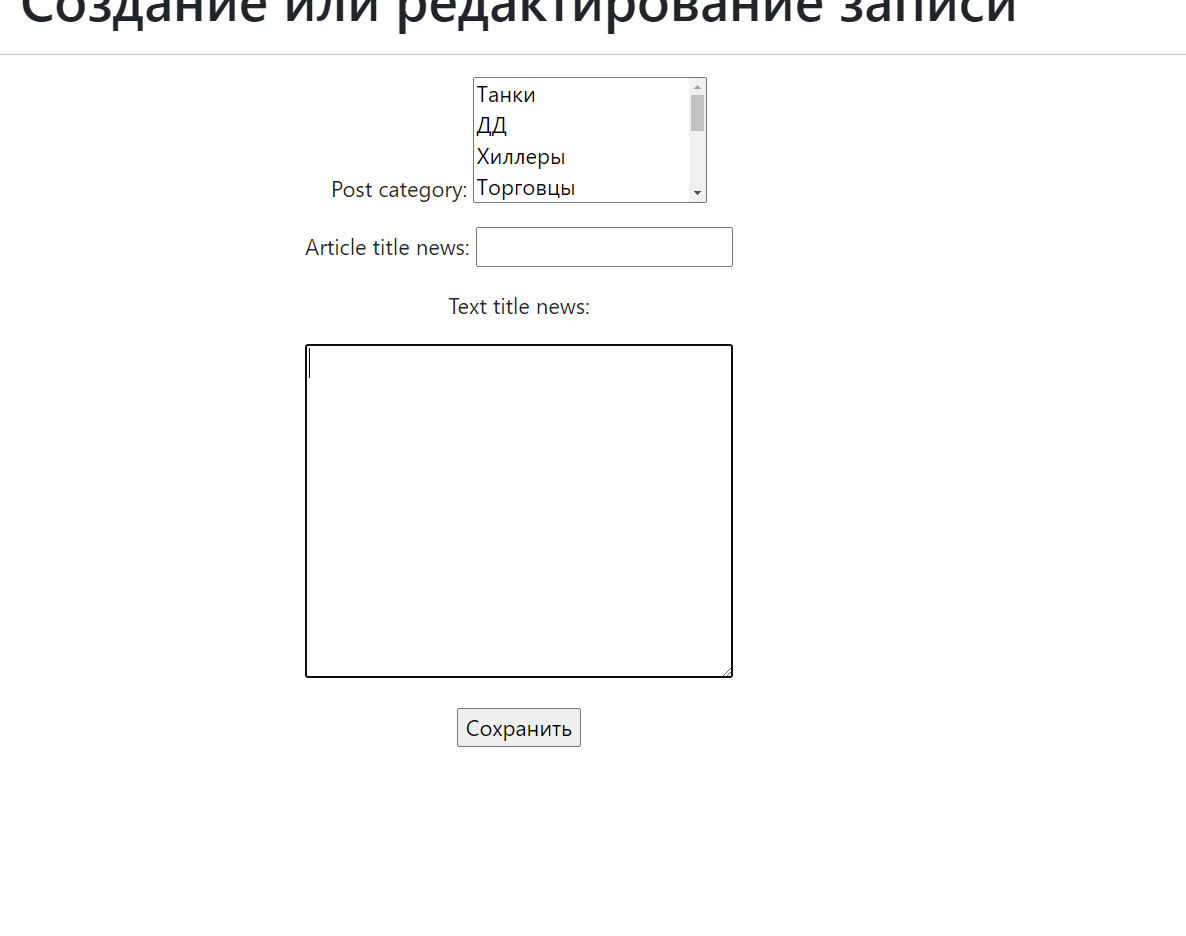 Создание или редактирование записи
Танки
ДД
Хиллеры
Post category: Торговцы
Article title news:
Text title news:
Сохранить